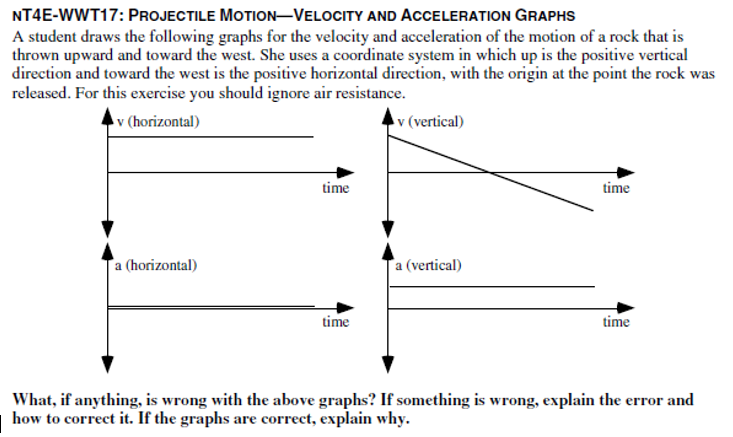 NT4E-WWT17: PROJECTILE MOTION—VELOCITY AND ACCELERATION GRAPHS
A student draws the following graphs for the velocity and acceleration of the motion of a rock that is
thrown upward and toward the west. She uses a coordinate system in which up is the positive vertical
direction and toward the west is the positive horizontal direction, with the origin at the point the rock was
released. For this exercise you should ignore air resistance.
v (horizontal)
v (vertical)
time
time
a (horizontal)
a (vertical)
time
time
What, if anything, is wrong with the above graphs? If something is wrong, explain the error and
how to correct it. If the graphs are correct, explain why.